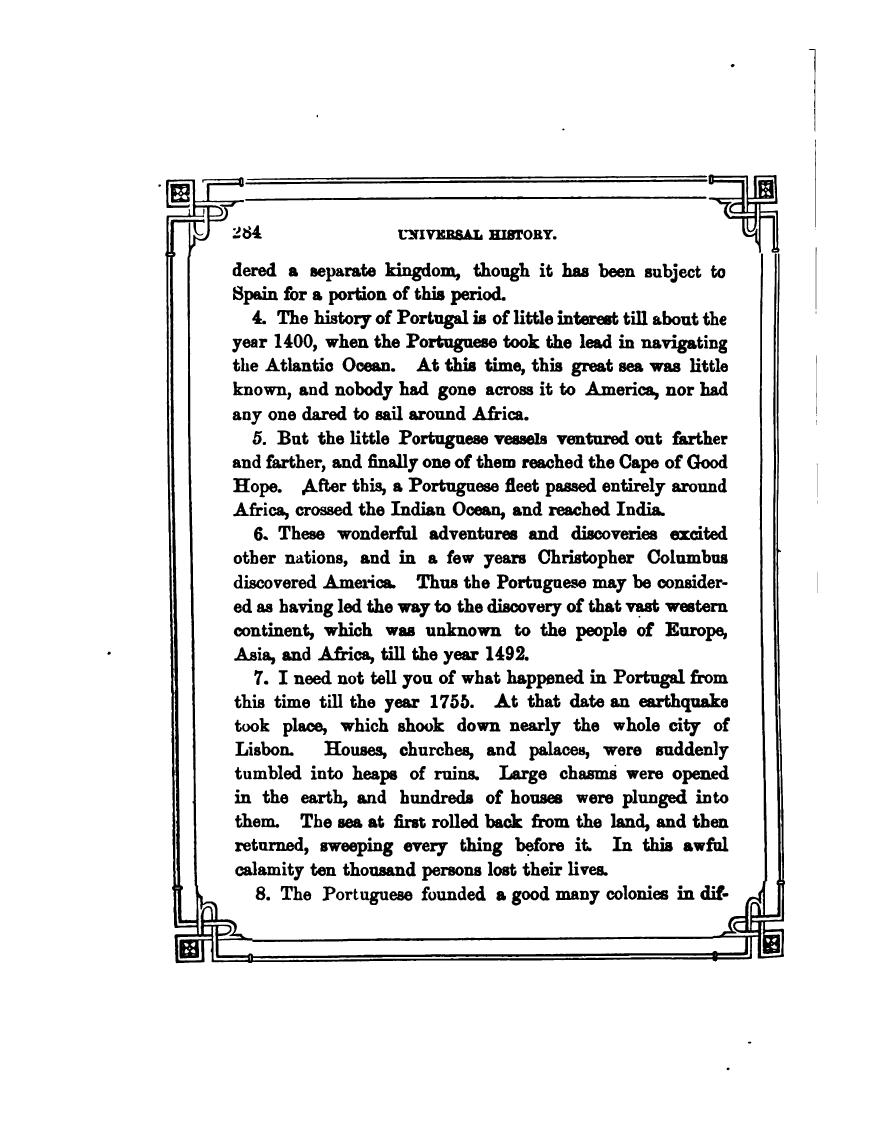 284 UNIVERSAL HISTORY.
dered a separate kingdom, though it has been subject to
Spain for a portion of this period.
4. The history of Portugal is of little interest till about the
year 1400, when the Portuguese took the lead in navigating
the Atlantic Ocean. At this time, this great sea was little
known, and nobody had gone across it to America, nor had
any one dared to sail around Africa.
5. But the little Portuguese vessels ventured out farther
and farther, and finally one of them reached the Cape of Good
Hope. After this, a Portuguese fleet passed entirely around
Africa, crossed the Indian Ocean, and reached India.
6. These wonderful adventures and discoveries excited
other nations, and in a few years Christopher Columbus
discovered America. Thus the Portuguese may be consider-
ed as having led the way to the discovery of that vast western
continent, which was unknown to the people of Europe,
Asia, and Africa, till the year 1492.
7. I need not tell you of what happened in Portugal from
this time till the year 1755. At that date an earthquake
took place, which shook down nearly the whole city of
Lisbon. Houses, churches, and palaces, were suddenly
tumbled into heaps of ruins. Large chasms were opened
in the earth, and hundreds of houses were plunged into
them. The sea at first rolled back from the land, and then
returned, sweeping every thing before it. In this awful
calamity ten thousand persons lost their lives.
8. The Portuguese founded a good many colonies in dif-